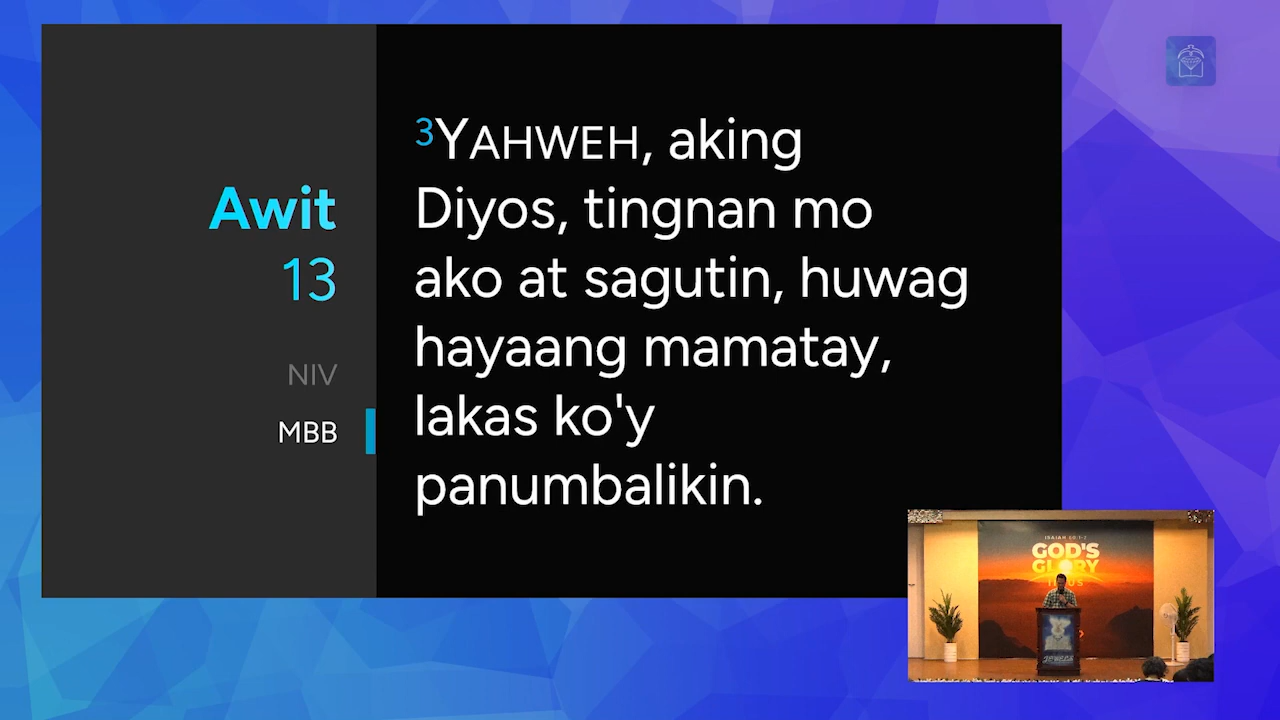 Awit
13
NIV
MBB
3YAHWEH, aking
Diyos, tingnan mo
ako at sagutin, huwag
hayaang mamatay,
lakas ko'y
panumbalikin.
GOD'S
GLORY